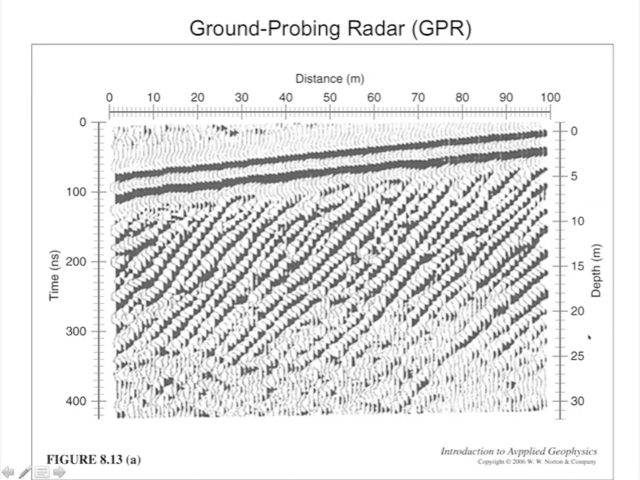 Ground-Probing Radar (GPR)
Distance (m)
0 10 20 30 40 50 60 70 80 90 100
0
100
200
300
400
Time (ns)
0
5
10
15
20
25
30
Depth (m)
FIGURE 8.13 (a)
Introduction to Avpplied Geophysics
Copyright © 2006 W. W. Norton & Company